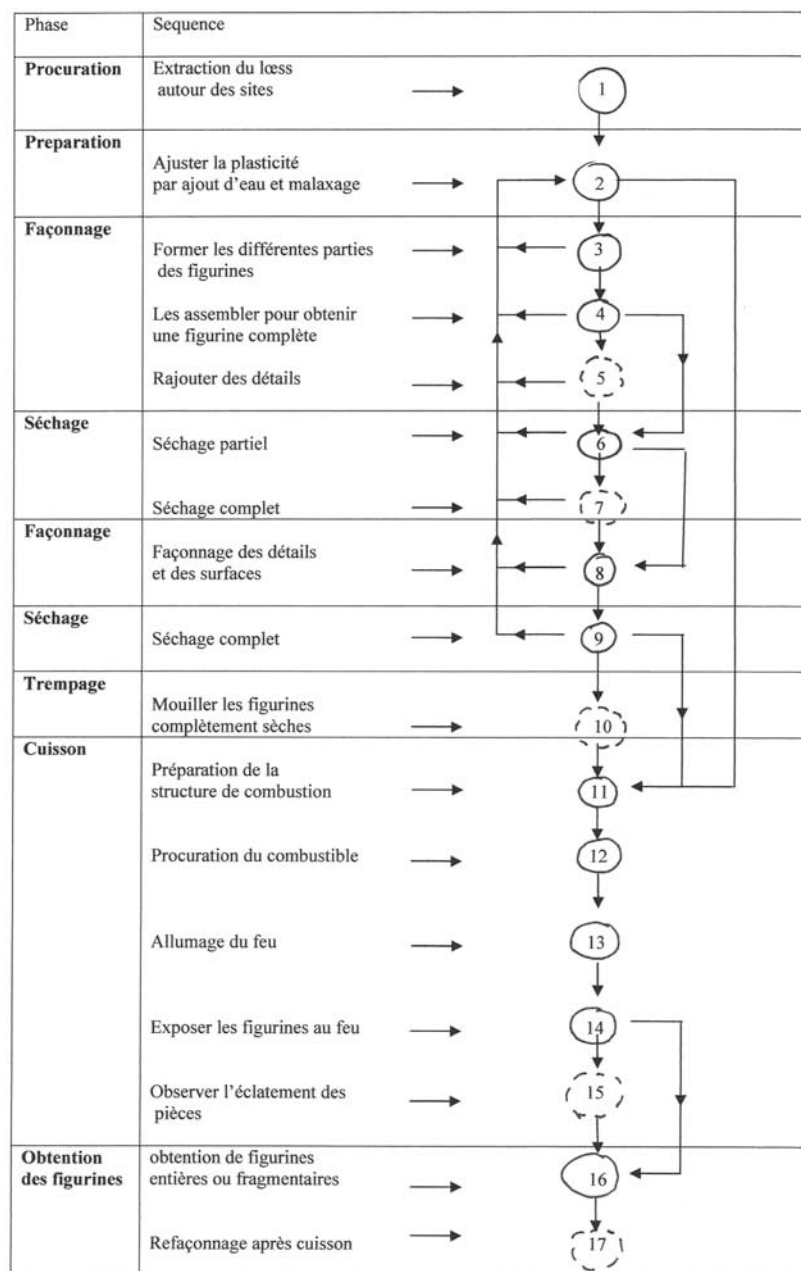 Phase Sequence
Procuration Extraction du lœss
autour des sites 1
Preparation
Ajuster la plasticité
par ajout d'eau et malaxage 2
Façonnage
Former les différentes parties 3
des figurines
Les assembler pour obtenir 4
une figurine complète
Rajouter des détails 5
Séchage
Séchage partiel 6
Séchage complet 7
Façonnage
Façonnage des détails
et des surfaces 8
Séchage
Séchage complet 9
Trempage
Mouiller les figurines
complètement sèches 10
Cuisson
Préparation de la
structure de combustion 11
Procuration du combustible 12
Allumage du feu 13
Exposer les figurines au feu 14
Observer l'éclatement des 15
pièces
Obtention obtention de figurines
des figurines entières ou fragmentaires 16
Refaçonnage après cuisson 17